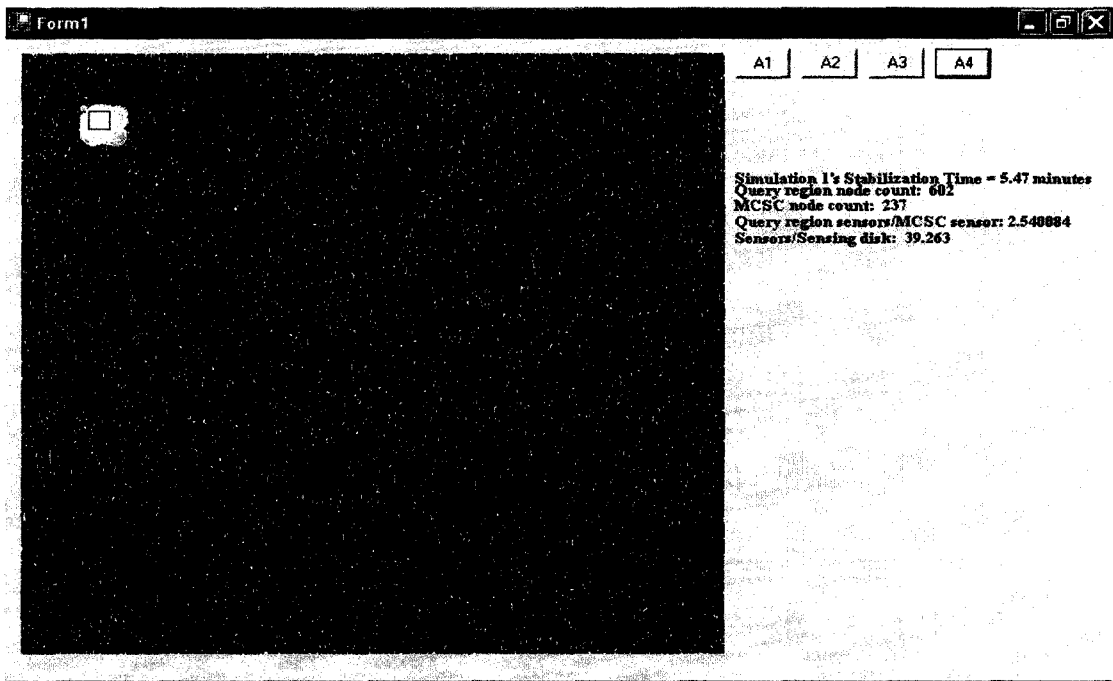 Form1
A1 A2 A3 A4
Simulation 1's Stabilization Time = 5.47 minutes
Query region node count: 602
MCSC node count: 237
Query region sensors/MCSC sensor: 2.540084
Sensors/Sensing disk: 39.263